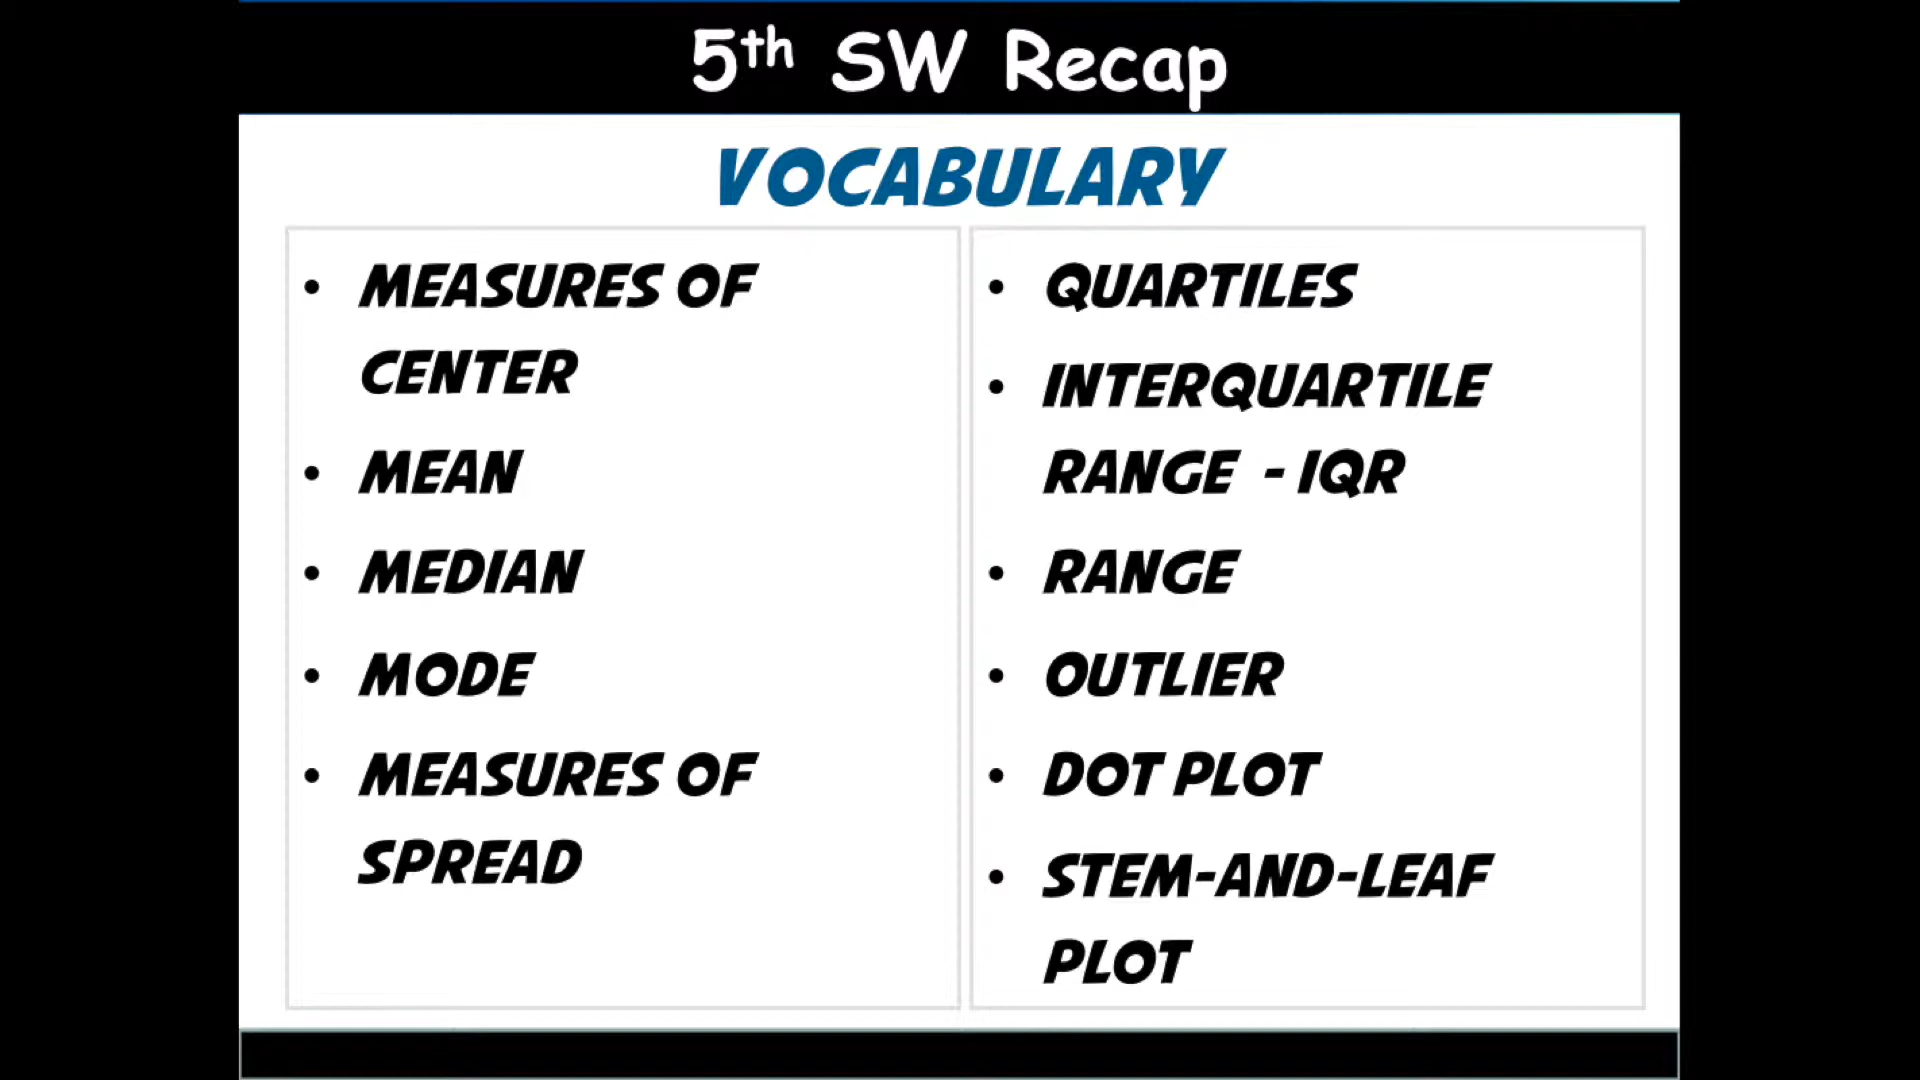 5th SW Recap
VOCABULARY
• MEASURES OF
CENTER
• MEAN
• MEDIAN
• MODE
• MEASURES OF
SPREAD
• QUARTILES
• INTERQUARTILE
RANGE - IQR
• RANGE
• OUTLIER
• DOT PLOT
• STEM-AND-LEAF
PLOT